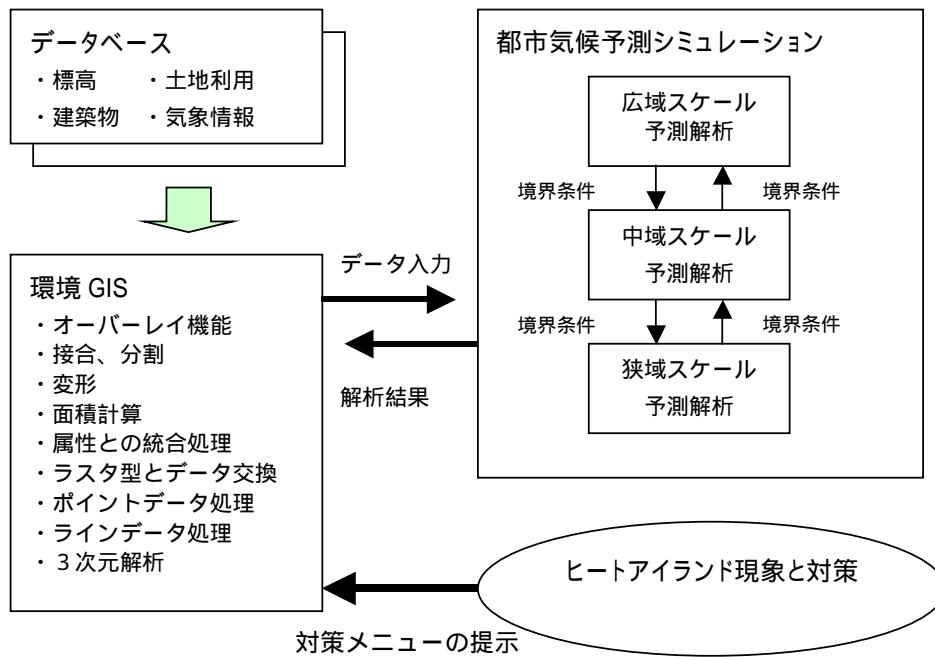 データベース
・標高 ・土地利用
・建築物 ・気象情報
環境 GIS
・オーバーレイ機能
・接合、分割
・変形
・面積計算
・属性との統合処理
・ラスタ型とデータ交換
・ポイントデータ処理
・ラインデータ処理
・３次元解析
データ入力
解析結果
都市気候予測シミュレーション
広域スケール
予測解析
境界条件 境界条件
中域スケール
予測解析
境界条件 境界条件
狭域スケール
予測解析
ヒートアイランド現象と対策
対策メニューの提示